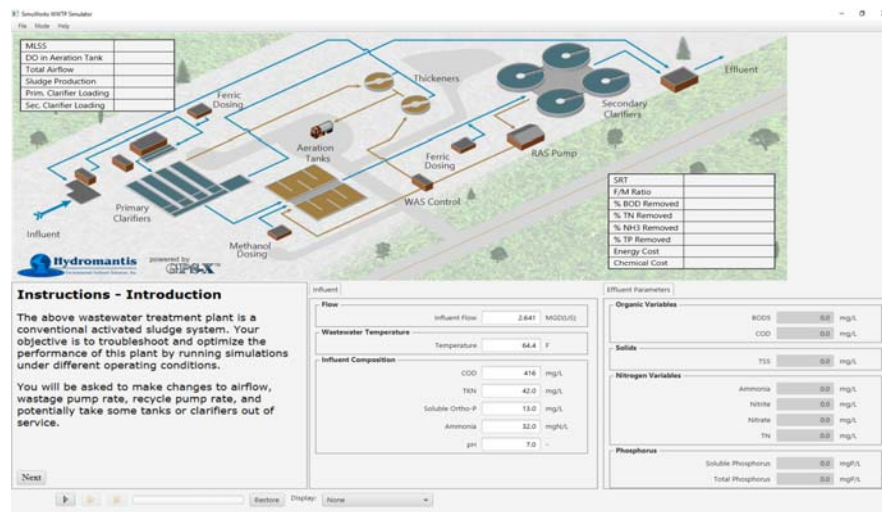 SimuWorks WWTP Simulator
File Mode Help
MLSS
DO in Aeration Tank
Total Airflow
Sludge Production
Prim. Clarifier Loading
Sec. Clarifier Loading
Ferric
Dosing
Thickeners
Effluent
Secondary
Clarifiers
Aeration
Tanks
Ferric
Dosing
RAS Pump
WAS Control
Primary
Clarifiers
Influent
Methanol
Dosing
SRT
F/M Ratio
% BOD Removed
% TN Removed
% NH3 Removed
% TP Removed
Energy Cost
Chemical Cost
Hydromantis
powered by
GPS-X™
Instructions - Introduction
The above wastewater treatment plant is a
conventional activated sludge system. Your
objective is to troubleshoot and optimize the
performance of this plant by running simulations
under different operating conditions.
You will be asked to make changes to airflow,
wastage pump rate, recycle pump rate, and
potentially take some tanks or clarifiers out of
service.
Next
Influent
Flow
Influent Flow 2.641 MGD(US)
Wastewater Temperature
Temperature 64.4 F
Influent Composition
COD 416 mg/L
TKN 42.0 mg/L
Soluble Ortho-P 13.0 mg/L
Ammonia 32.0 mgN/L
pH 7.0 -
Effluent Parameters
Organic Variables
BOD5 0.0 mg/L
COD 0.0 mg/L
Solids
TSS 0.0 mg/L
Nitrogen Variables
Ammonia 0.0 mg/L
Nitrite 0.0 mg/L
Nitrate 0.0 mg/L
TN 0.0 mg/L
Phosphorus
Soluble Phosphorus 0.0 mgP/L
Total Phosphorus 0.0 mgP/L
Restore Display: None